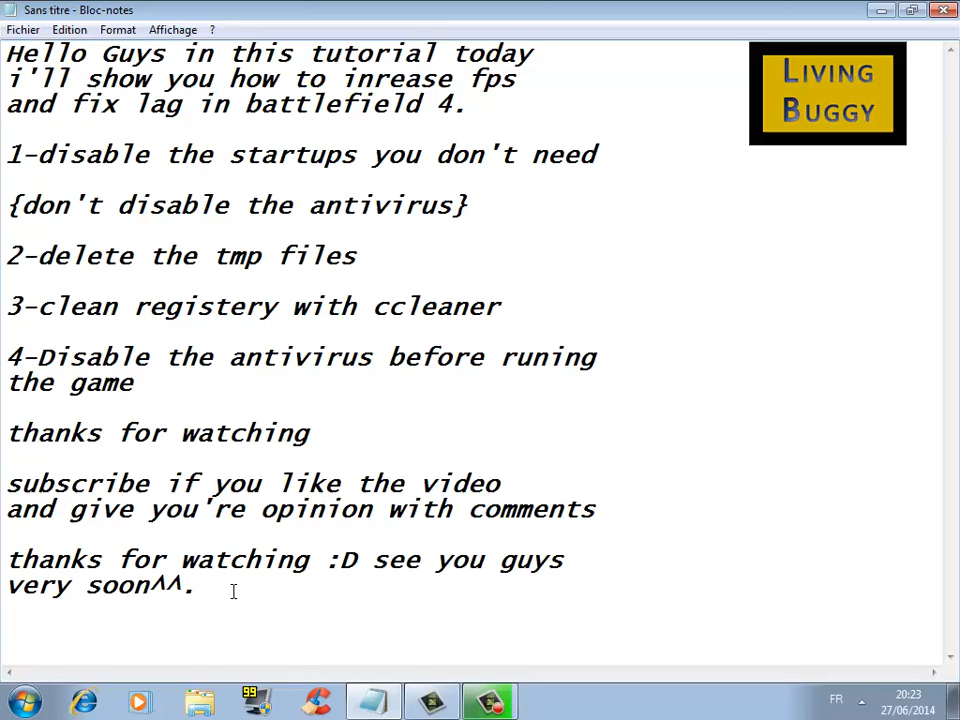 Sans titre - Bloc-notes
Fichier Edition Format Affichage ?
Hello Guys in this tutorial today
i'll show you how to inrease fps
and fix lag in battlefield 4.
LIVING
BUGGY
1-disable the startups you don't need
{don't disable the antivirus}
2-delete the tmp files
3-clean registery with ccleaner
4-Disable the antivirus before runing
the game
thanks for watching
subscribe if you like the video
and give you're opinion with comments
thanks for watching :D see you guys
very soon^^.
99
FR
20:23
27/06/2014